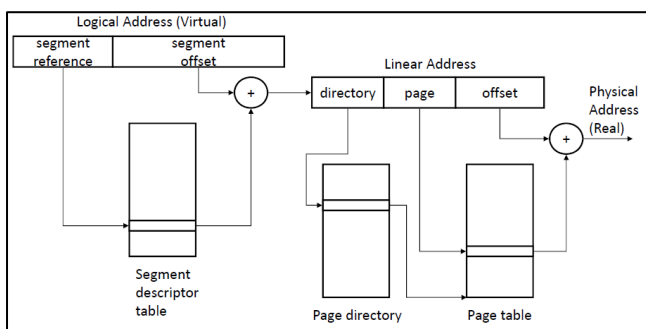 Logical Address (Virtual)
segment
reference
segment
offset
+
Linear Address
directory
page
offset
Physical
Address
(Real)
+
Segment
descriptor
table
Page directory
Page table